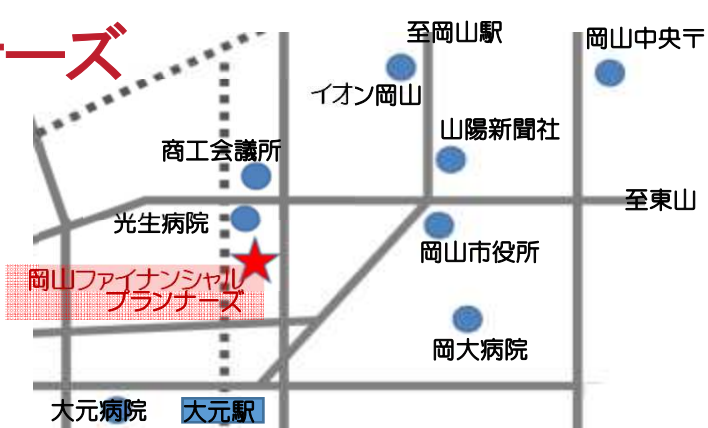 ナーズ
至岡山駅
岡山中央〒
イオン岡山
山陽新聞社
商工会議所
至東山
光生病院
岡山市役所
岡山ファイナンシャル
プランナーズ
岡大病院
大元病院
大元駅